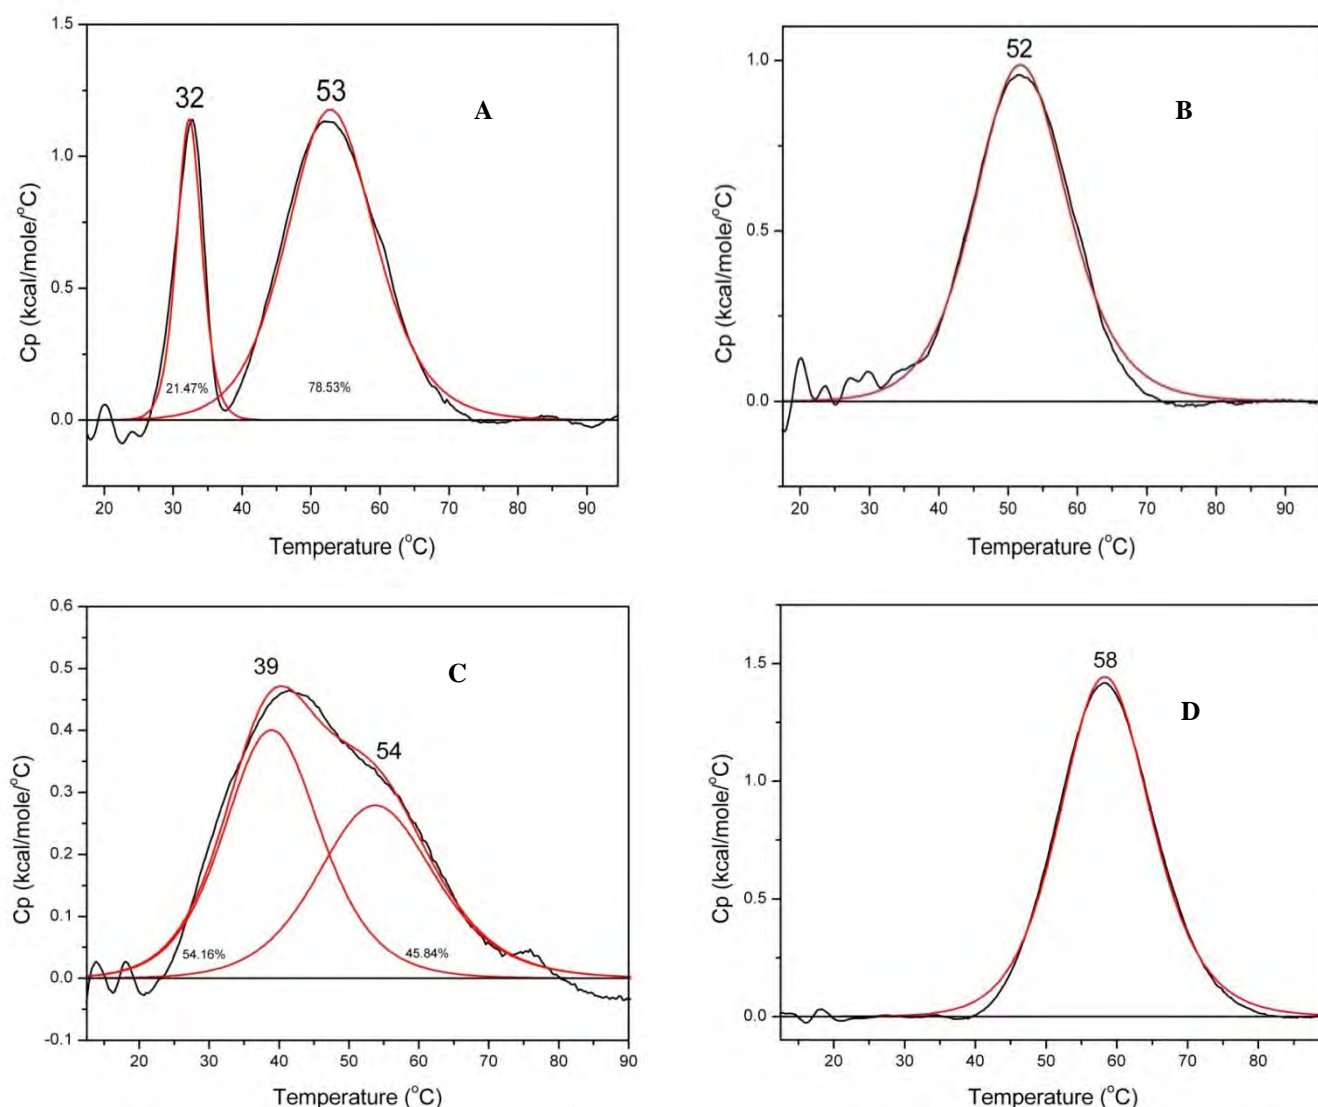 A
32
53
21.47%
78.53%
1.5
1.0
0.5
0.0
Cp (kcal/mole/°C)
20 30 40 50 60 70 80 90
Temperature (°C)
B
52
1.0
0.5
0.0
Cp (kcal/mole/°C)
20 30 40 50 60 70 80 90
Temperature (°C)
C
39
54
54.16%
45.84%
0.6
0.5
0.4
0.3
0.2
0.1
0.0
-0.1
Cp (kcal/mole/°C)
20 30 40 50 60 70 80 90
Temperature (°C)
D
58
1.5
1.0
0.5
0.0
Cp (kcal/mole/°C)
20 30 40 50 60 70 80
Temperature (°C)